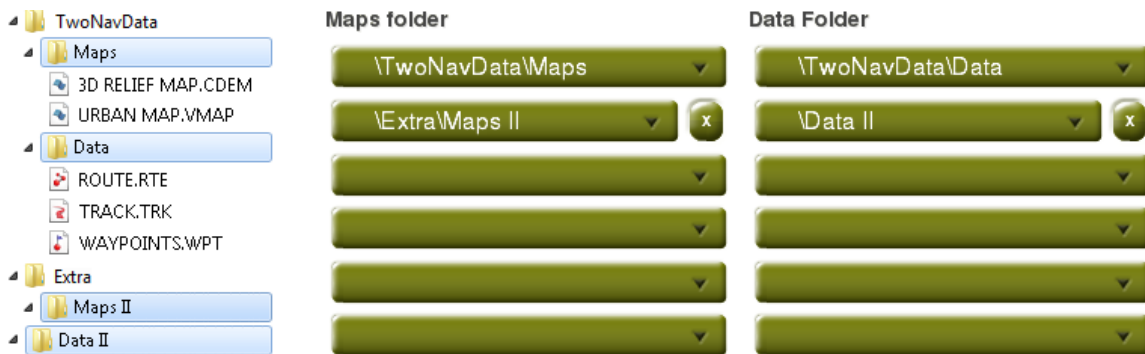 TwoNavData
Maps
3D RELIEF MAP.CDEM
URBAN MAP.VMAP
Data
ROUTE.RTE
TRACK.TRK
WAYPOINTS.WPT
Extra
Maps II
Data II
Maps folder
\TwoNavData\Maps
\Extra\Maps II x
Data Folder
\TwoNavData\Data
\Data II x